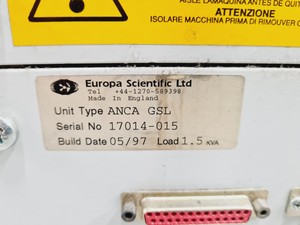 AISLE LAMAQUINA ANTES DE QUIT
ATTENZIONE
ISOLARE MACCHINA PRIMA DI RIMUOVER
Europa Scientific Ltd
Tel +44-1270-589398
Made In England
Unit Type ANCA GSL
Serial No 17014-015
Build Date 05/97 Load 1.5 KVA